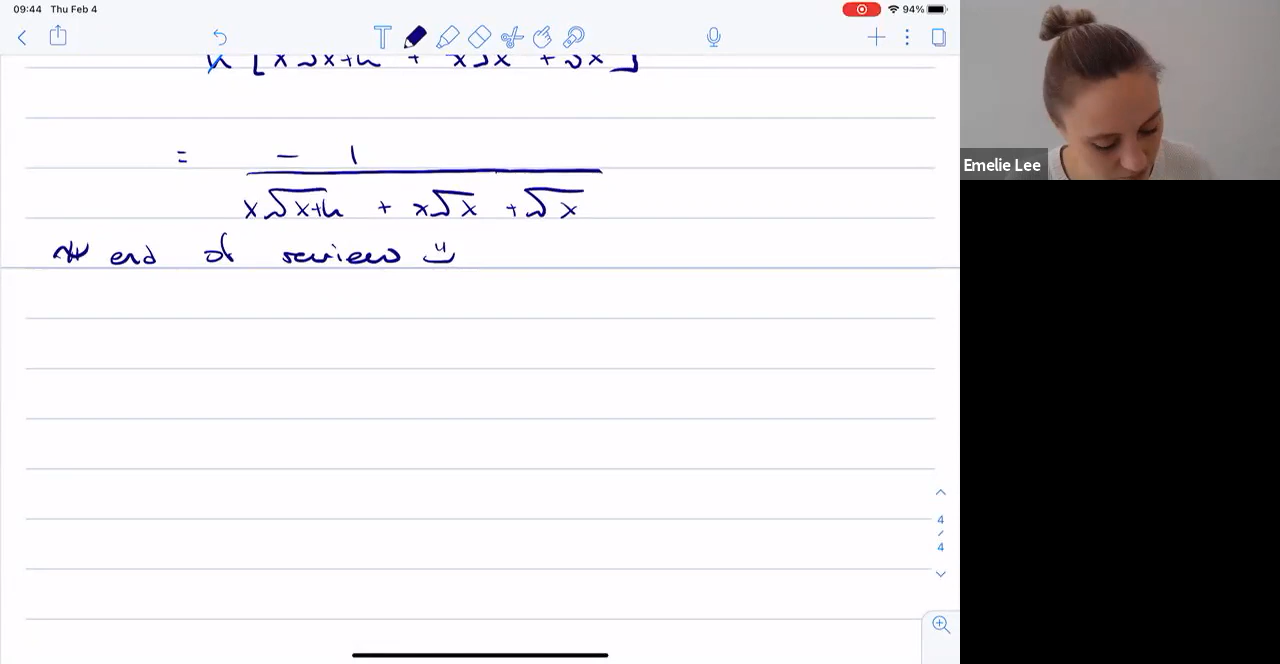 09:44 Thu Feb 4 94%
T
h [ x√x+h + x√x + √x ]
Emelie Lee
= - 1
x√x+h + x√x + √x
end of review
4
/
4